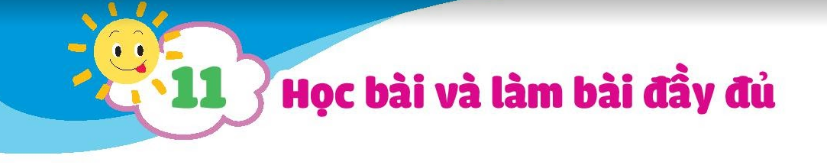 11 Học bài và làm bài đầy đủ